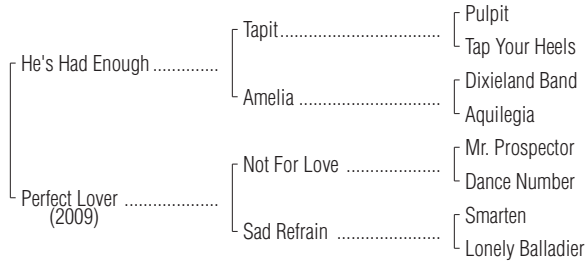 Pulpit
Tapit
Tap Your Heels
He's Had Enough
Dixieland Band
Amelia
Aquilegia
Mr. Prospector
Not For Love
Dance Number
Perfect Lover
(2009)
Smarten
Sad Refrain
Lonely Balladier